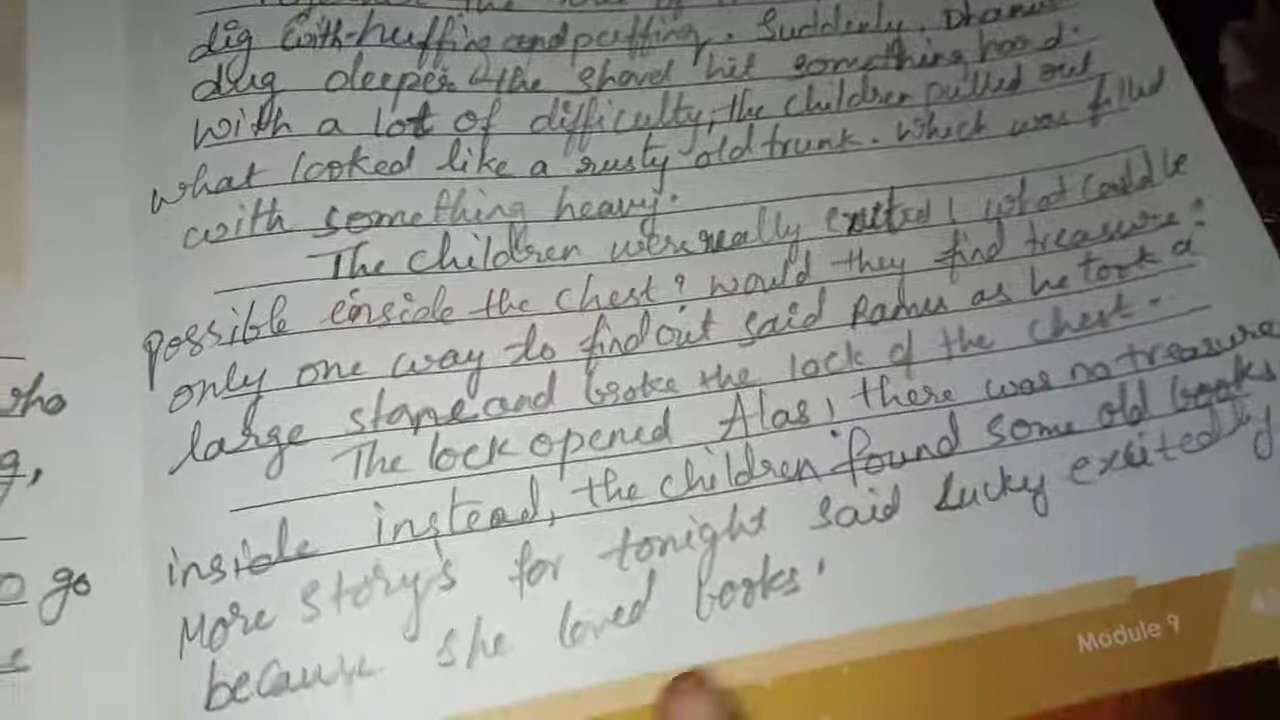 dig with huffing and puffing. Suddenly, Dhanu
dug deeper the shovel hit something hard.
with a lot of difficulty, the children pulled out
what looked like a rusty old trunk. which was filled
with something heavy.
The children were really exited! what could be
possible inside the chest? would they find treasure?
only one way to find out said Ramu as he took a
large stone and broke the lock of the chest.
The lock opened Alas, there was no treasure
inside instead, the children found some old books
More story's for tonight said Lucky excitedly
because she loved books.
who
g,
go
Module 9